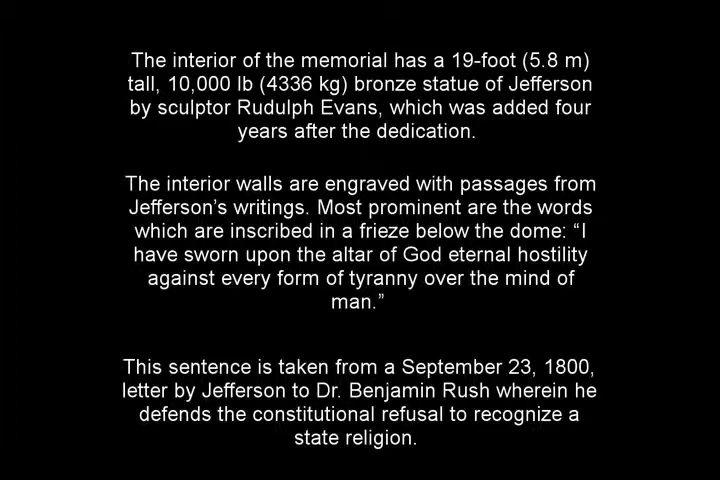 The interior of the memorial has a 19-foot (5.8 m)
tall, 10,000 lb (4336 kg) bronze statue of Jefferson
by sculptor Rudulph Evans, which was added four
years after the dedication.
The interior walls are engraved with passages from
Jefferson’s writings. Most prominent are the words
which are inscribed in a frieze below the dome: “I
have sworn upon the altar of God eternal hostility
against every form of tyranny over the mind of
man.”
This sentence is taken from a September 23, 1800,
letter by Jefferson to Dr. Benjamin Rush wherein he
defends the constitutional refusal to recognize a
state religion.